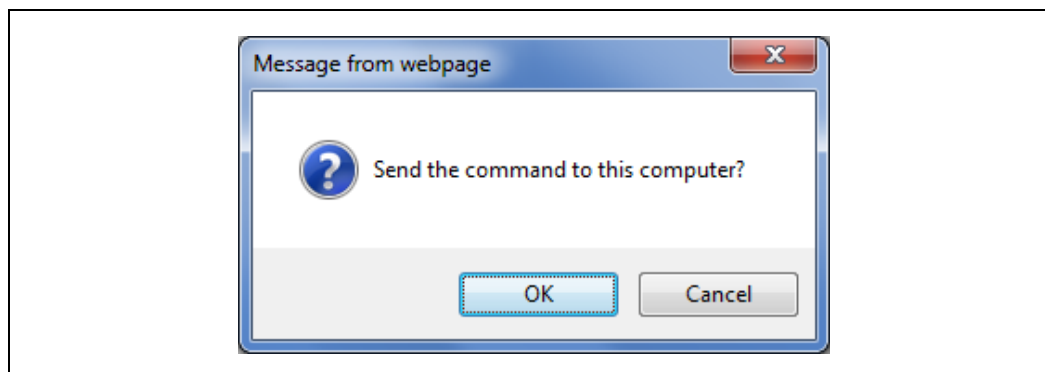 Message from webpage
Send the command to this computer?
OK
Cancel